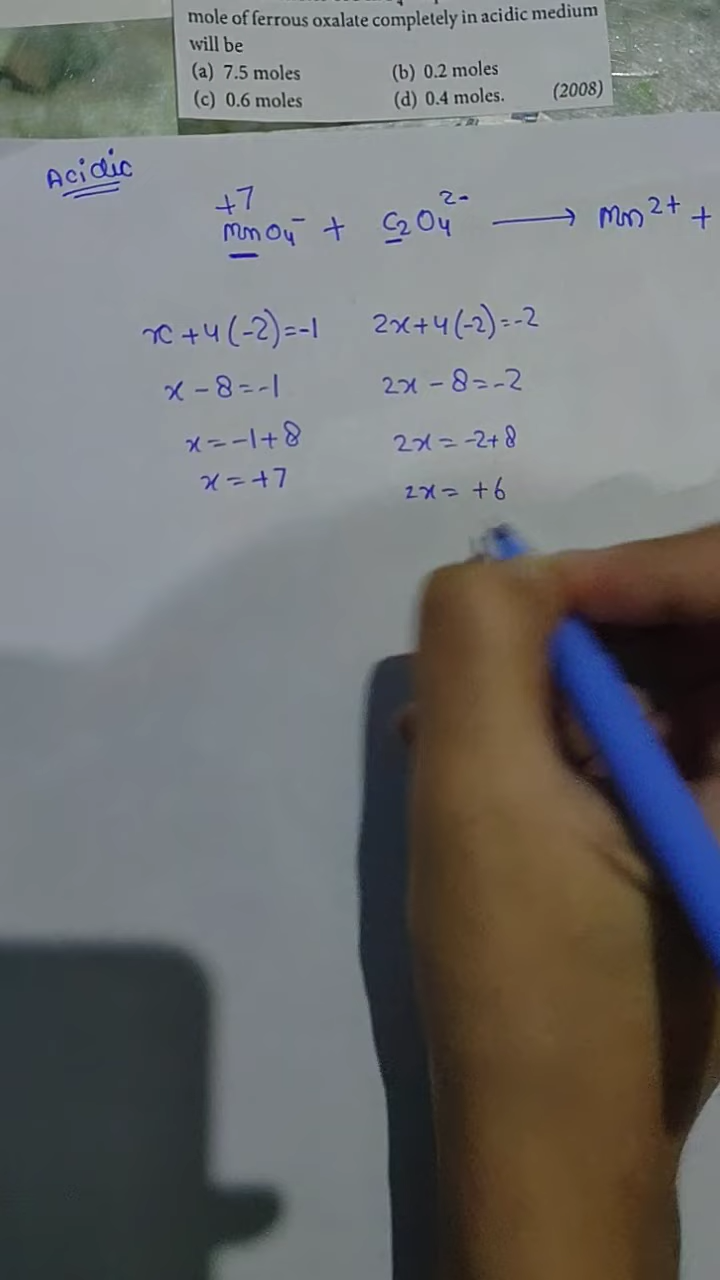 mole of ferrous oxalate completely in acidic medium
will be
(a) 7.5 moles (b) 0.2 moles
(c) 0.6 moles (d) 0.4 moles. (2008)
Acidic
+7
MnO₄⁻ + C₂O₄²⁻ ⟶ Mn²⁺ +
x+4(-2)=-1 2x+4(-2)=-2
x-8=-1 2x-8=-2
x=-1+8 2x=-2+8
x=+7 2x=+6